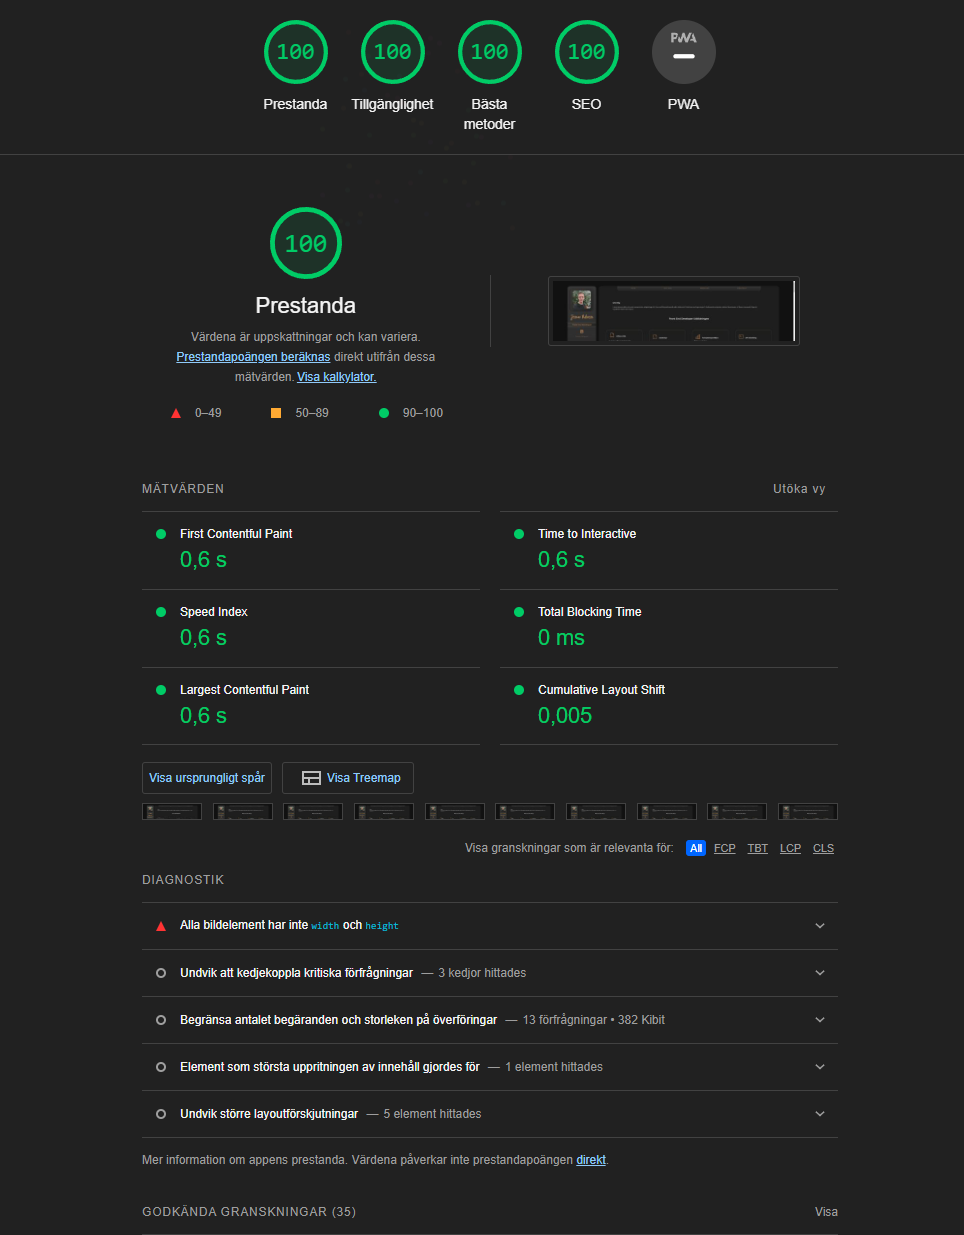 100 100 100 100 PWA
Prestanda Tillgänglighet Bästa metoder SEO PWA
100
Prestanda
Värdena är uppskattningar och kan variera.
Prestandapoängen beräknas direkt utifrån dessa
mätvärden. Visa kalkylator.
0–49 50–89 90–100
MÄTVÄRDEN Utöka vy
First Contentful Paint
0,6 s
Time to Interactive
0,6 s
Speed Index
0,6 s
Total Blocking Time
0 ms
Largest Contentful Paint
0,6 s
Cumulative Layout Shift
0,005
Visa ursprungligt spår Visa Treemap
Visa granskningar som är relevanta för: All FCP TBT LCP CLS
DIAGNOSTIK
Alla bildelement har inte width och height
Undvik att kedjekoppla kritiska förfrågningar — 3 kedjor hittades
Begränsa antalet begäranden och storleken på överföringar — 13 förfrågningar • 382 Kibit
Element som största uppritningen av innehåll gjordes för — 1 element hittades
Undvik större layoutförskjutningar — 5 element hittades
Mer information om appens prestanda. Värdena påverkar inte prestandapoängen direkt.
GODKÄNDA GRANSKNINGAR (35) Visa